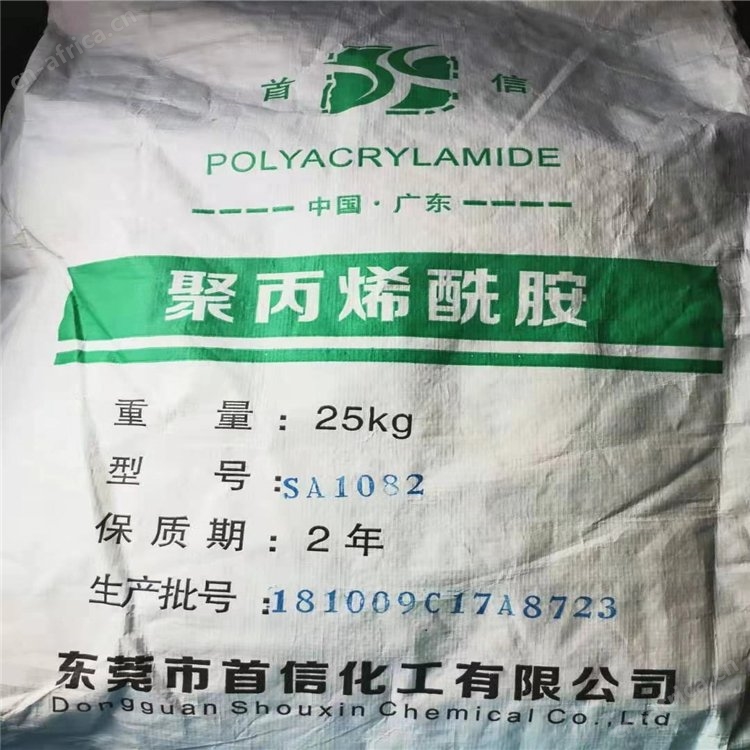 首 信
POLYACRYLAMIDE
中国·广东
聚丙烯酰胺
重 量：25kg
型 号：SA1082
保质期：2年
生产批号：181009C17A8723
东莞市首信化工有限公司
Dongguan Shouxin Chemical Co.,Ltd